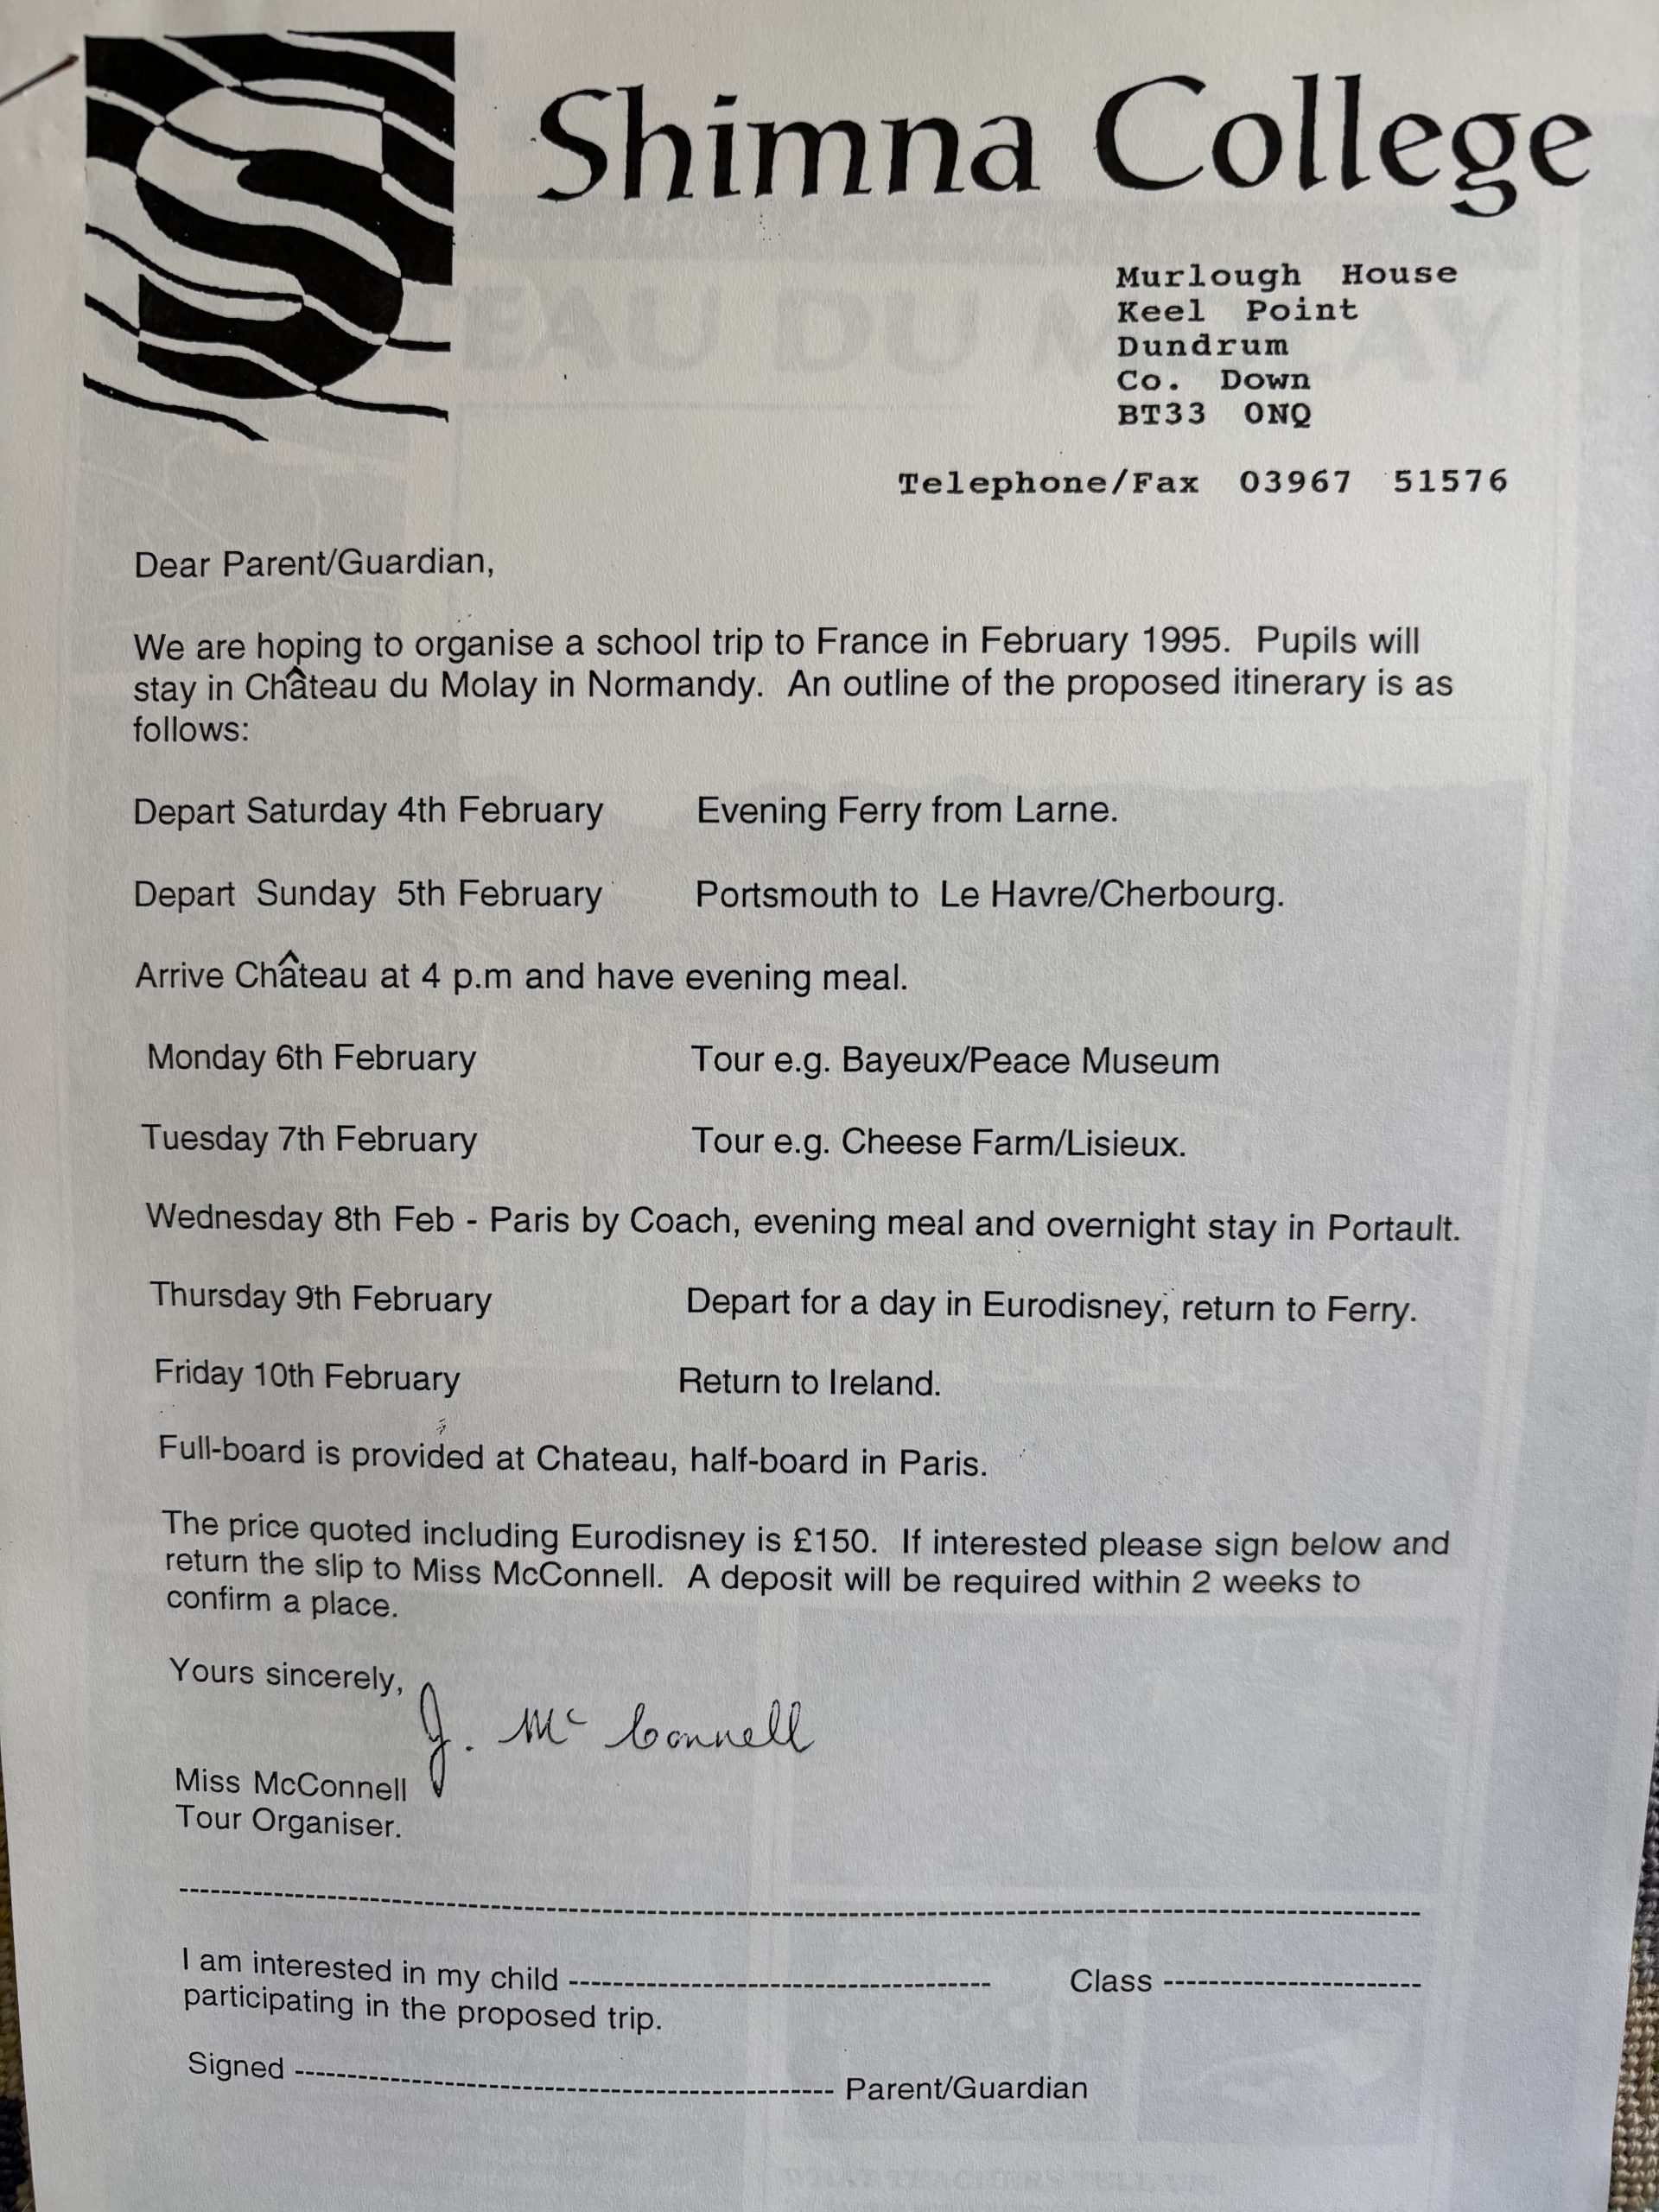 Shimna College
Murlough House
Keel Point
Dundrum
Co. Down
BT33 0NQ
Telephone/Fax 03967 51576
Dear Parent/Guardian,
We are hoping to organise a school trip to France in February 1995. Pupils will
stay in Château du Molay in Normandy. An outline of the proposed itinerary is as
follows:
Depart Saturday 4th February Evening Ferry from Larne.
Depart Sunday 5th February Portsmouth to Le Havre/Cherbourg.
Arrive Château at 4 p.m and have evening meal.
Monday 6th February Tour e.g. Bayeux/Peace Museum
Tuesday 7th February Tour e.g. Cheese Farm/Lisieux.
Wednesday 8th Feb - Paris by Coach, evening meal and overnight stay in Portault.
Thursday 9th February Depart for a day in Eurodisney, return to Ferry.
Friday 10th February Return to Ireland.
Full-board is provided at Chateau, half-board in Paris.
The price quoted including Eurodisney is £150. If interested please sign below and
return the slip to Miss McConnell. A deposit will be required within 2 weeks to
confirm a place.
Yours sincerely,
J. Mc Connell
Miss McConnell
Tour Organiser.
I am interested in my child ---------- Class ----------
participating in the proposed trip.
Signed ---------- Parent/Guardian